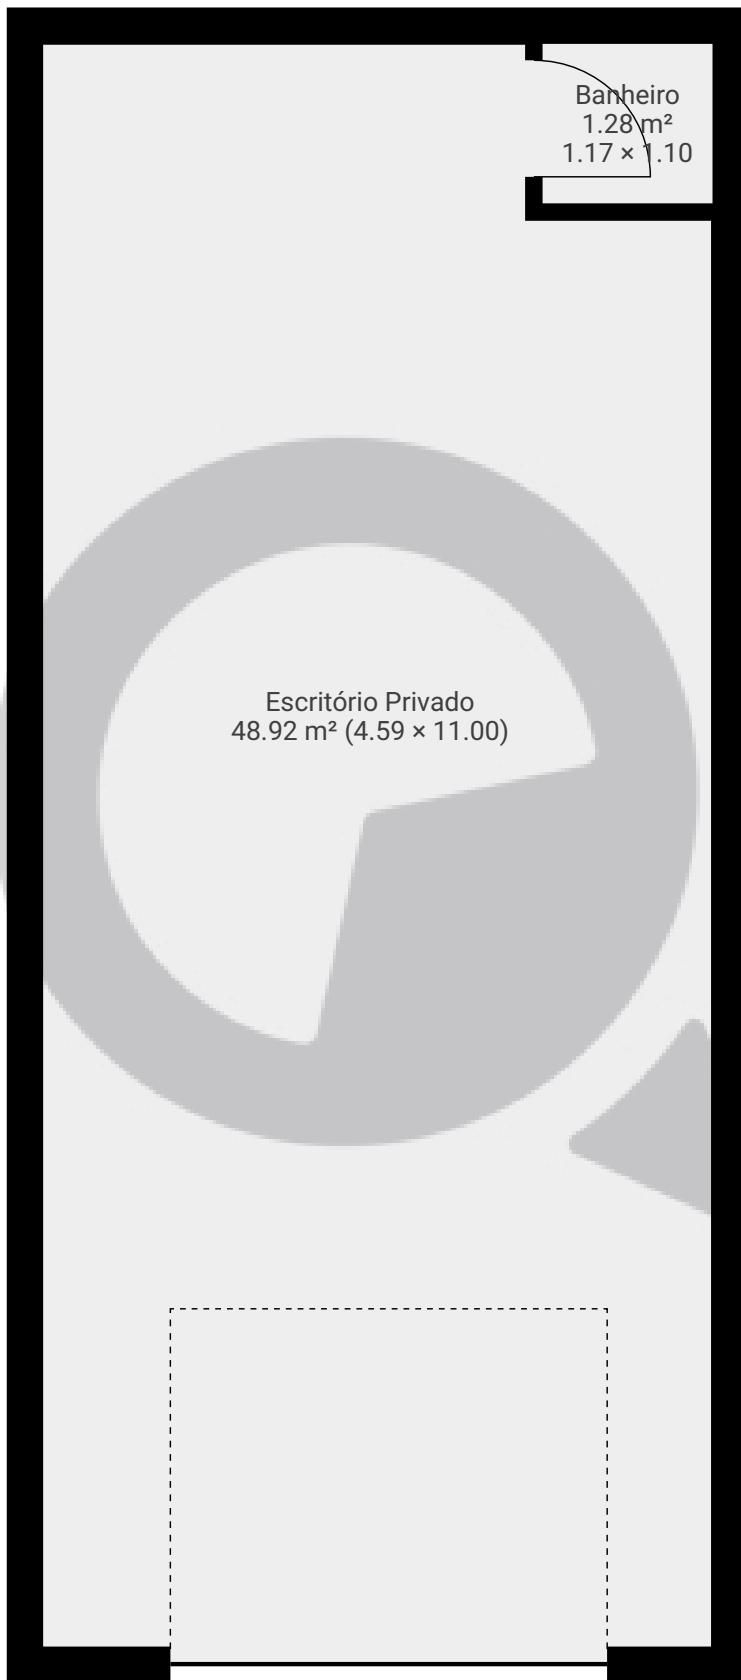 Banheiro
1.28 m²
1.17 × 1.10
Escritório Privado
48.92 m² (4.59 × 11.00)